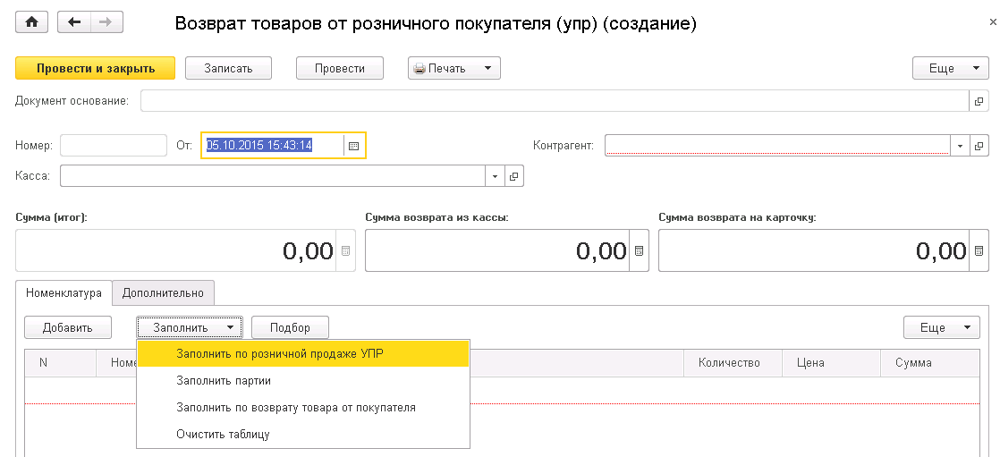 Возврат товаров от розничного покупателя (упр) (создание)
Провести и закрыть Записать Провести Печать Еще
Документ основание:
Номер: От: 05.10.2015 15:43:14 Контрагент:
Касса:
Сумма (итог): Сумма возврата из кассы: Сумма возврата на карточку:
0,00 0,00 0,00
Номенклатура Дополнительно
Добавить Заполнить Подбор Еще
N Номе Количество Цена Сумма
Заполнить по розничной продаже УПР
Заполнить партии
Заполнить по возврату товара от покупателя
Очистить таблицу